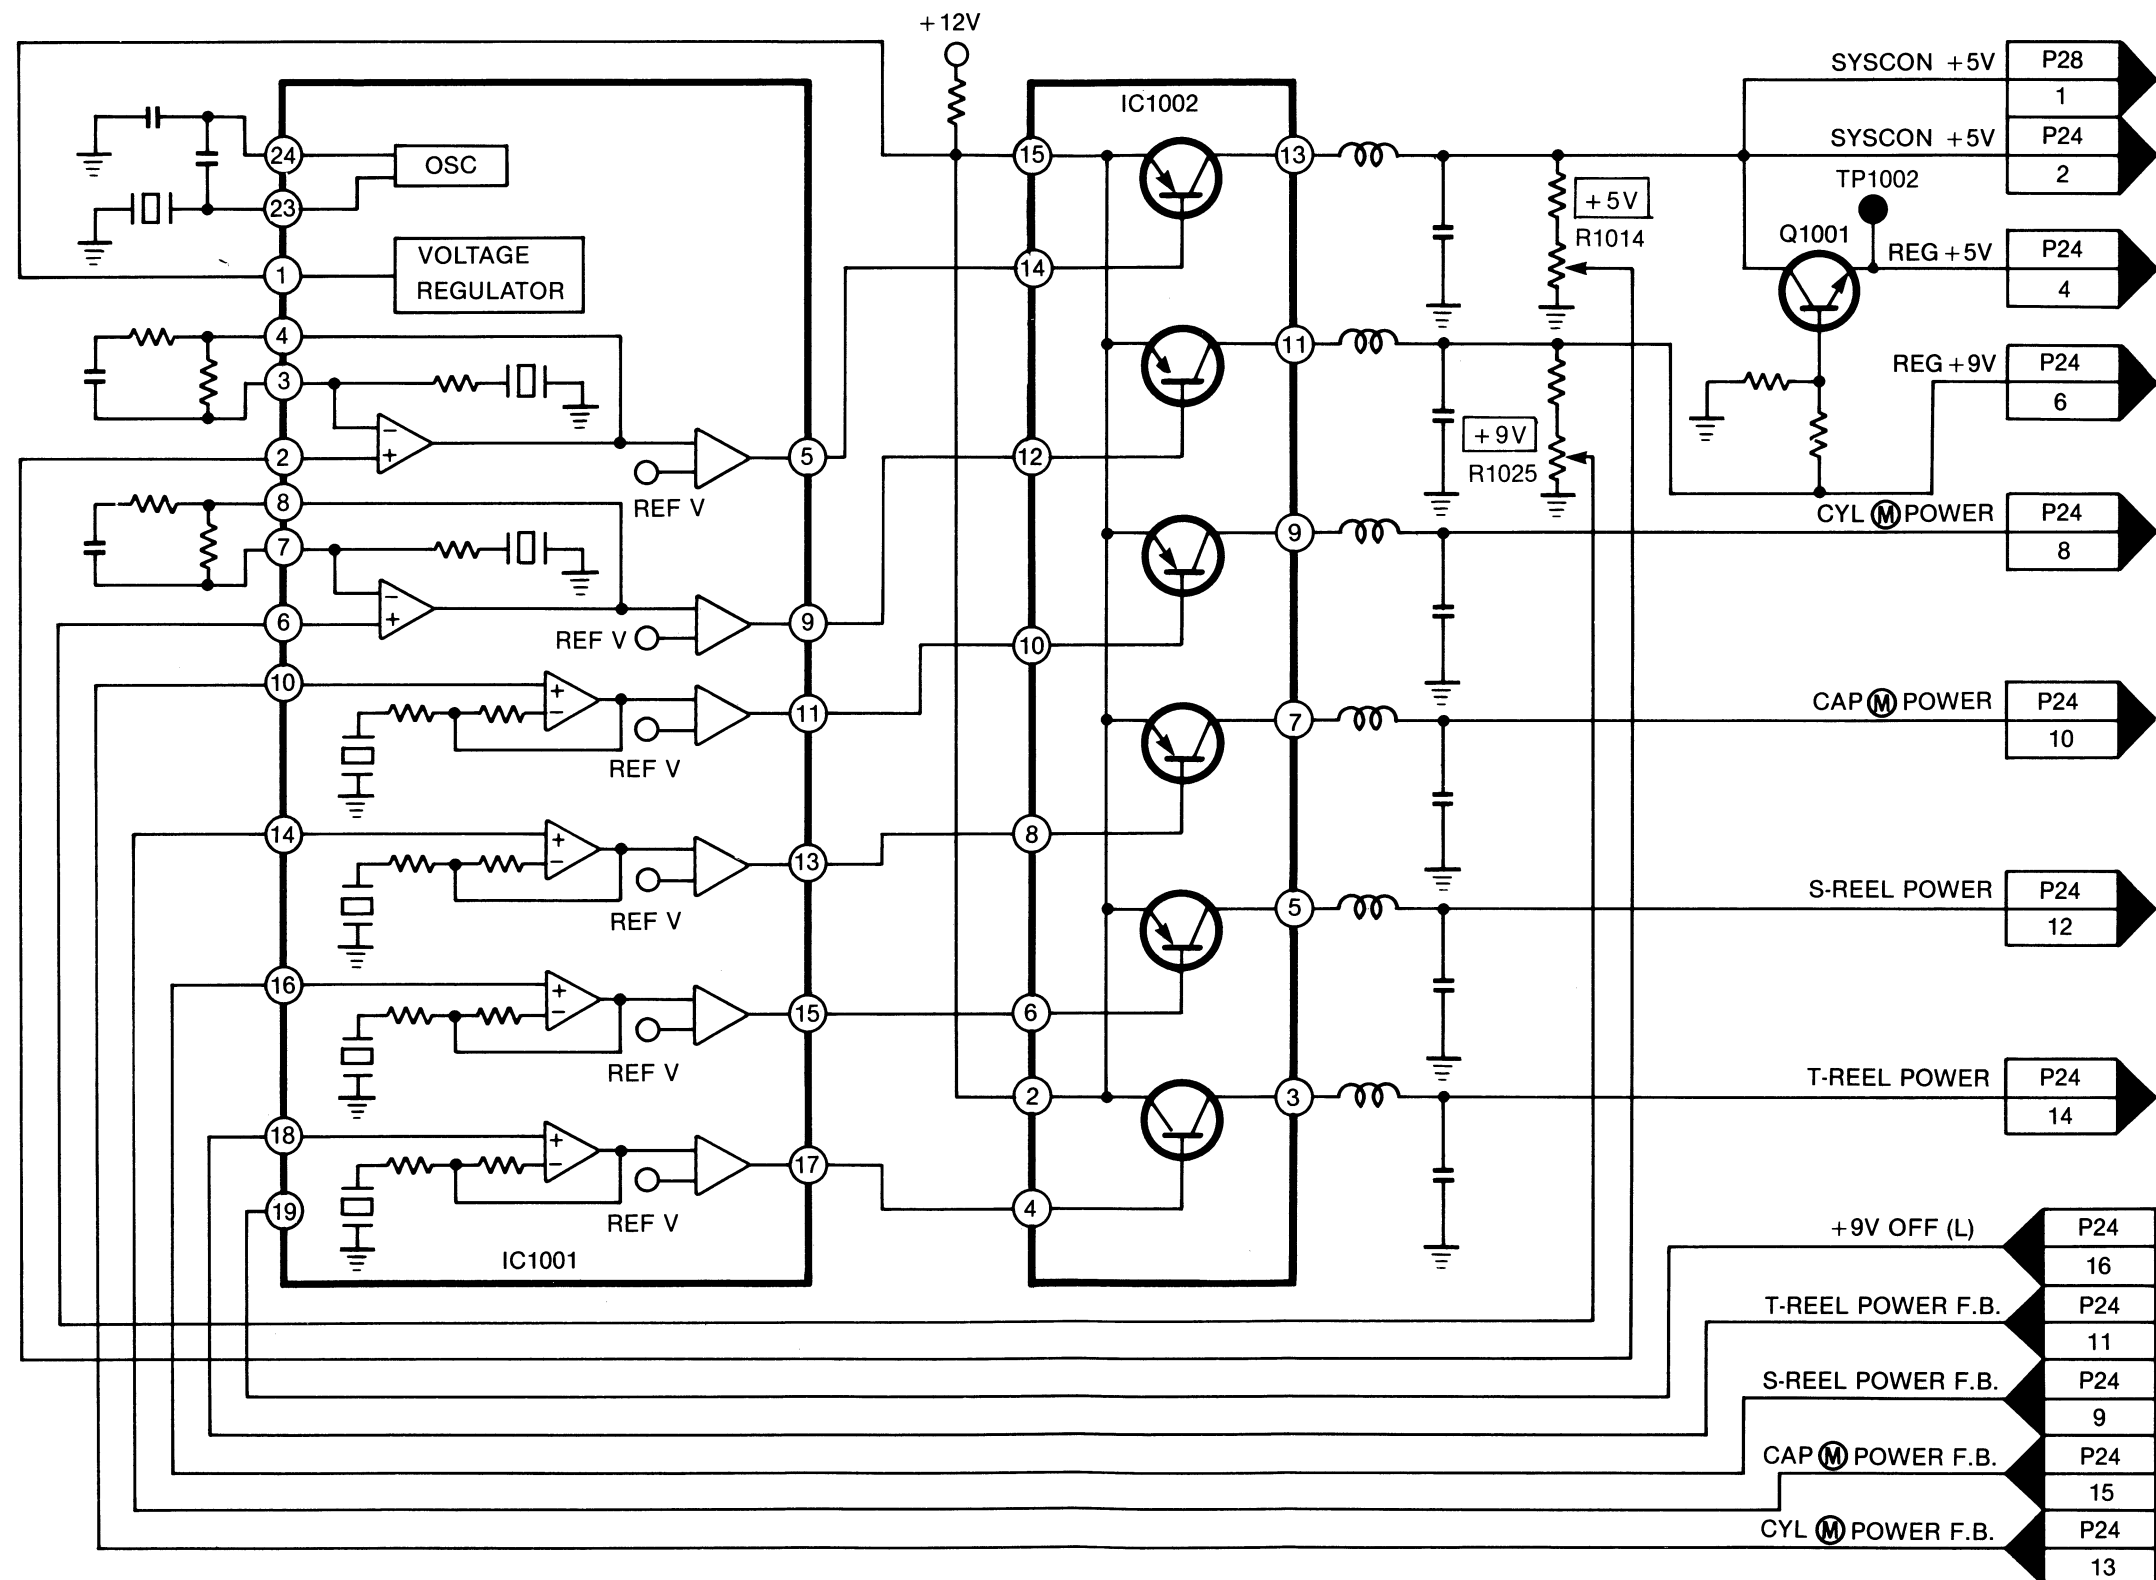 +12V
IC1002
SYSCON +5V
P28
1
SYSCON +5V
P24
2
TP1002
Q1001
REG +5V
P24
4
REG +9V
P24
6
CYL M POWER
P24
8
CAP M POWER
P24
10
S-REEL POWER
P24
12
T-REEL POWER
P24
14
+9V OFF (L)
P24
16
T-REEL POWER F.B.
P24
11
S-REEL POWER F.B.
P24
9
CAP M POWER F.B.
P24
15
CYL M POWER F.B.
P24
13
24
OSC
23
1
VOLTAGE
REGULATOR
4
3
2
- +
5
REF V
8
7
6
- +
9
REF V
10
+ -
11
REF V
14
+ -
13
REF V
16
+ -
15
REF V
18
+ -
17
REF V
19
IC1001
15
13
14
11
12
9
10
7
8
5
6
2
3
4
+5V
R1014
+9V
R1025